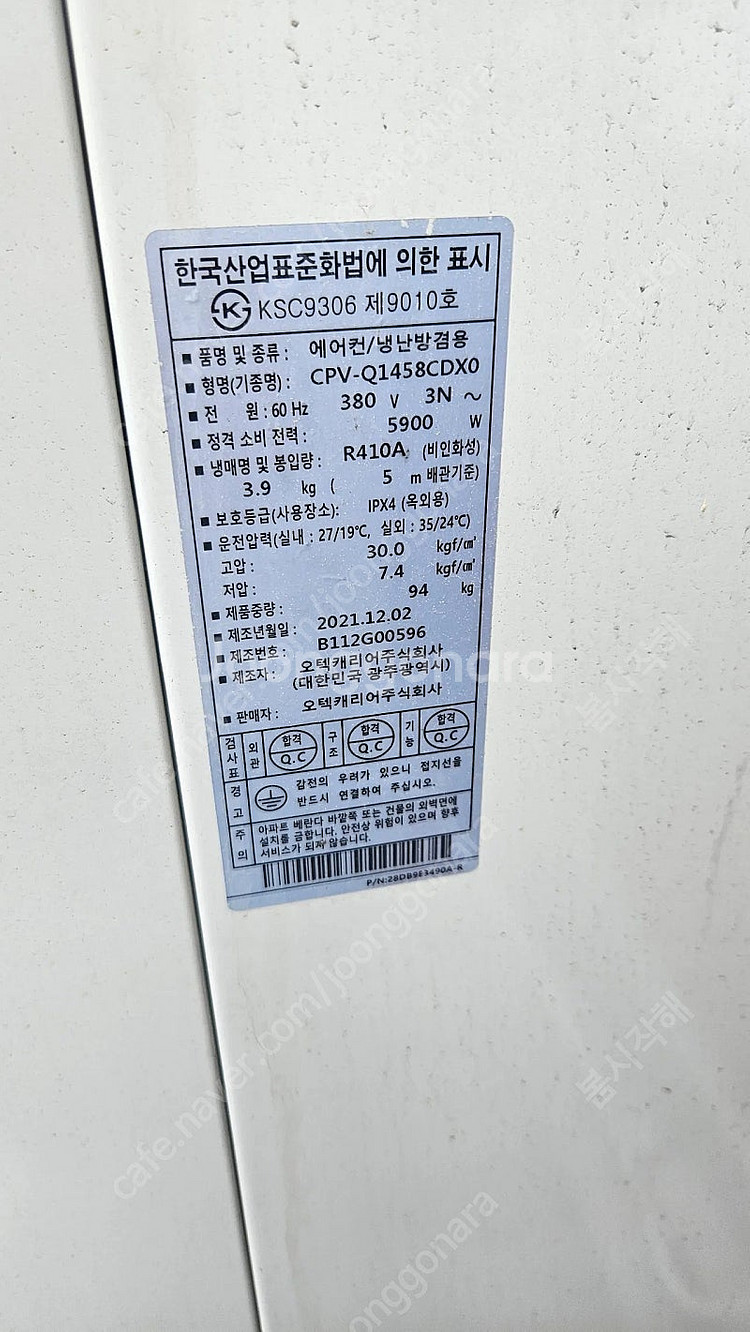 한국산업표준화법에 의한 표시
KSC9306 제9010호
■ 품명 및 종류 : 에어컨/냉난방겸용
■ 형명(기종명) : CPV-Q1458CDX0
■ 전 원 : 60 Hz 380 V 3N ~
■ 정격 소비 전력 : 5900 W
■ 냉매명 및 봉입량 : R410A (비인화성)
3.9 kg ( 5 m 배관기준)
■ 보호등급(사용장소): IPX4 (옥외용)
■ 운전압력(실내 : 27/19℃, 실외 : 35/24℃)
고압 : 30.0 kgf/㎠
저압 : 7.4 kgf/㎠
■ 제품중량 : 94 kg
■ 제조년월일 : 2021.12.02
■ 제조번호 : B112G00596
■ 제조자 : 오텍캐리어주식회사
(대한민국 광주광역시)
■ 판매자 : 오텍캐리어주식회사
검사표 외관 합격 Q.C 구조 합격 Q.C 기능 합격 Q.C
경고 감전의 우려가 있으니 접지선을
반드시 연결하여 주십시오.
주의 아파트 베란다 바깥쪽 또는 건물의 외벽면에
설치를 금합니다. 안전상 위험이 있으며 향후
서비스가 되지 않습니다.
P/N:28DB9E3490A-R
Joonggonara
cafe.naver.com/joonggonara
봄시작해